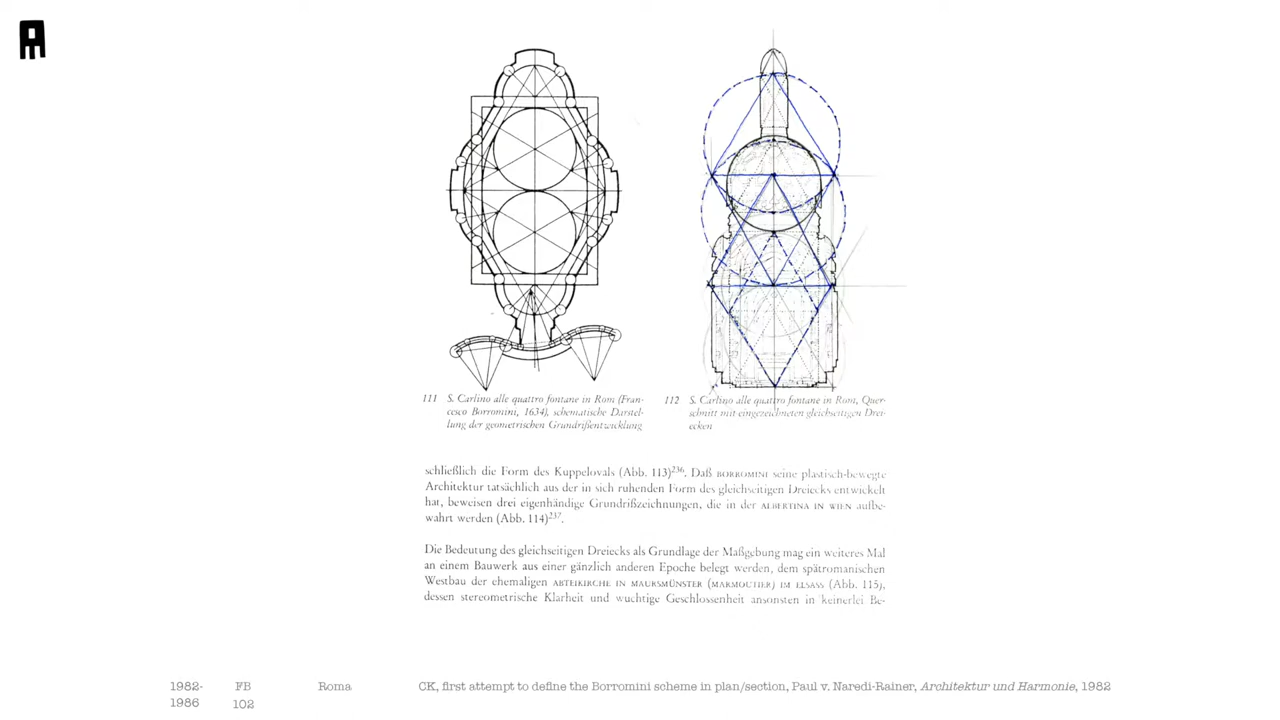 111 S. Carlino alle quattro fontane in Rom (Fran-
cesco Borromini, 1634), schematische Darstel-
lung der geometrischen Grundrißentwicklung
112 S. Carlino alle quattro fontane in Rom, Quer-
schnitt mit eingezeichneten gleichseitigen Drei-
ecken
schließlich die Form des Kuppelovals (Abb. 113)236. Daß BORROMINI seine plastisch-bewegte
Architektur tatsächlich aus der in sich ruhenden Form des gleichseitigen Dreiecks entwickelt
hat, beweisen drei eigenhändige Grundrißzeichnungen, die in der ALBERTINA IN WIEN aufbe-
wahrt werden (Abb. 114)237.
Die Bedeutung des gleichseitigen Dreiecks als Grundlage der Maßgebung mag ein weiteres Mal
an einem Bauwerk aus einer gänzlich anderen Epoche belegt werden, dem spätromanischen
Westbau der ehemaligen ABTEIKIRCHE IN MAURSMÜNSTER (MARMOUTIER) IM ELSASS (Abb. 115),
dessen stereometrische Klarheit und wuchtige Geschlossenheit ansonsten in keinerlei Be-
1982- FB Roma CK, first attempt to define the Borromini scheme in plan/section, Paul v. Naredi-Rainer, Architektur und Harmonie, 1982
1986 102